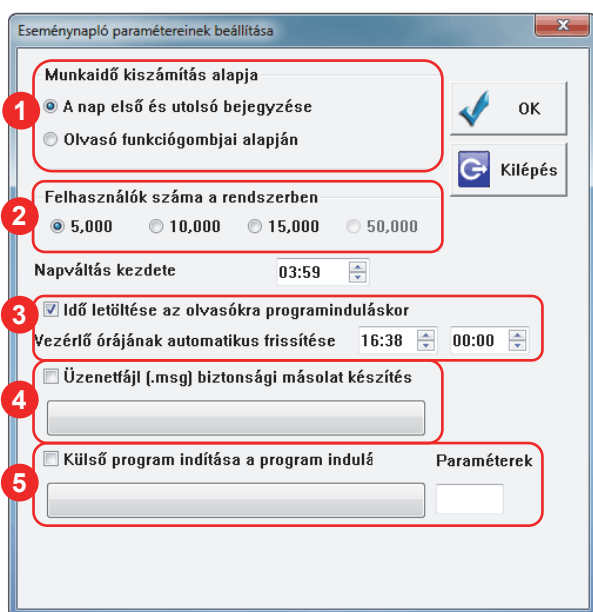 Eseménynapló paramétereinek beállítása
Munkaidő kiszámítás alapja
1
A nap első és utolsó bejegyzése
OK
Olvasó funkciógombjai alapján
Kilépés
Felhasználók száma a rendszerben
2
5,000 10,000 15,000 50,000
Napváltás kezdete 03:59
3
Idő letöltése az olvasókra programinduláskor
Vezérlő órájának automatikus frissítése 16:38 00:00
4
Üzenetfájl (.msg) biztonsági másolat készítés
5
Külső program indítása a program indulá Paraméterek